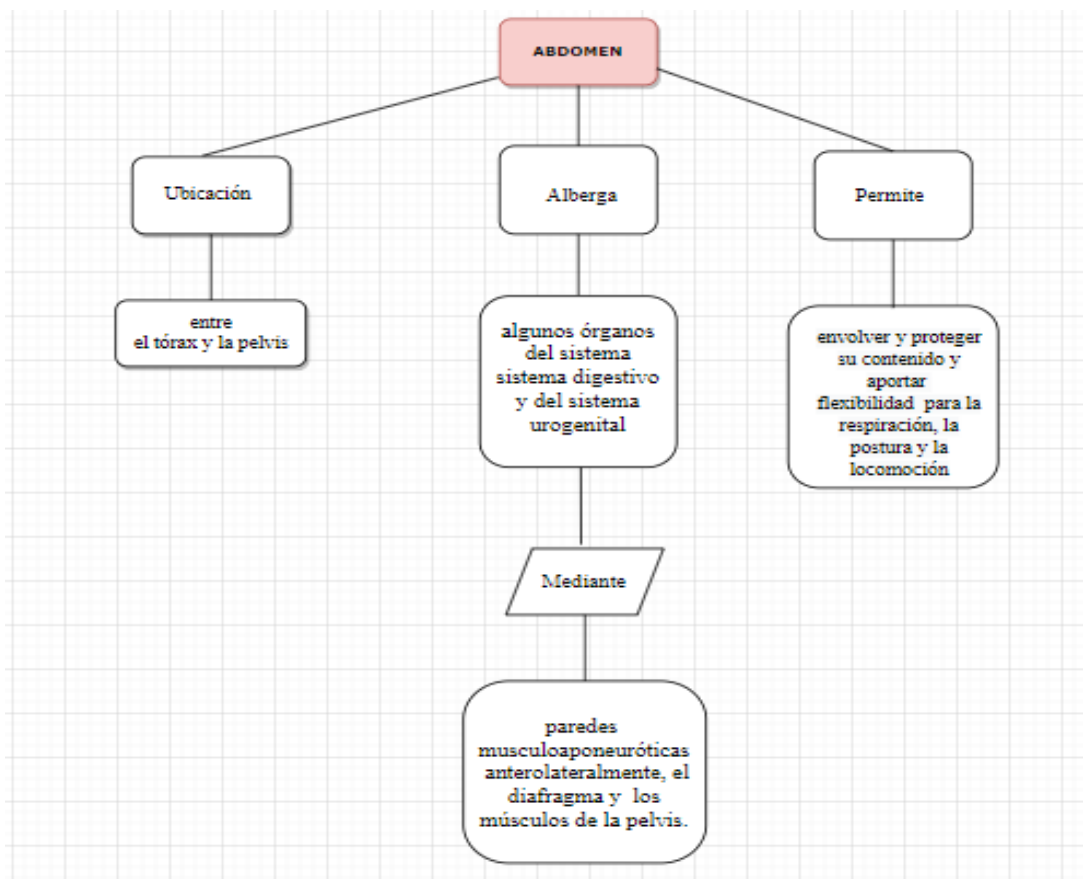 ABDOMEN
Ubicación
Alberga
Permite
entre
el tórax y la pelvis
algunos órganos
del sistema
sistema digestivo
y del sistema
urogenital
envolver y proteger
su contenido y
aportar
flexibilidad para la
respiración, la
postura y la
locomoción
Mediante
paredes
musculoaponeuróticas
anterolateralmente, el
diafragma y los
músculos de la pelvis.